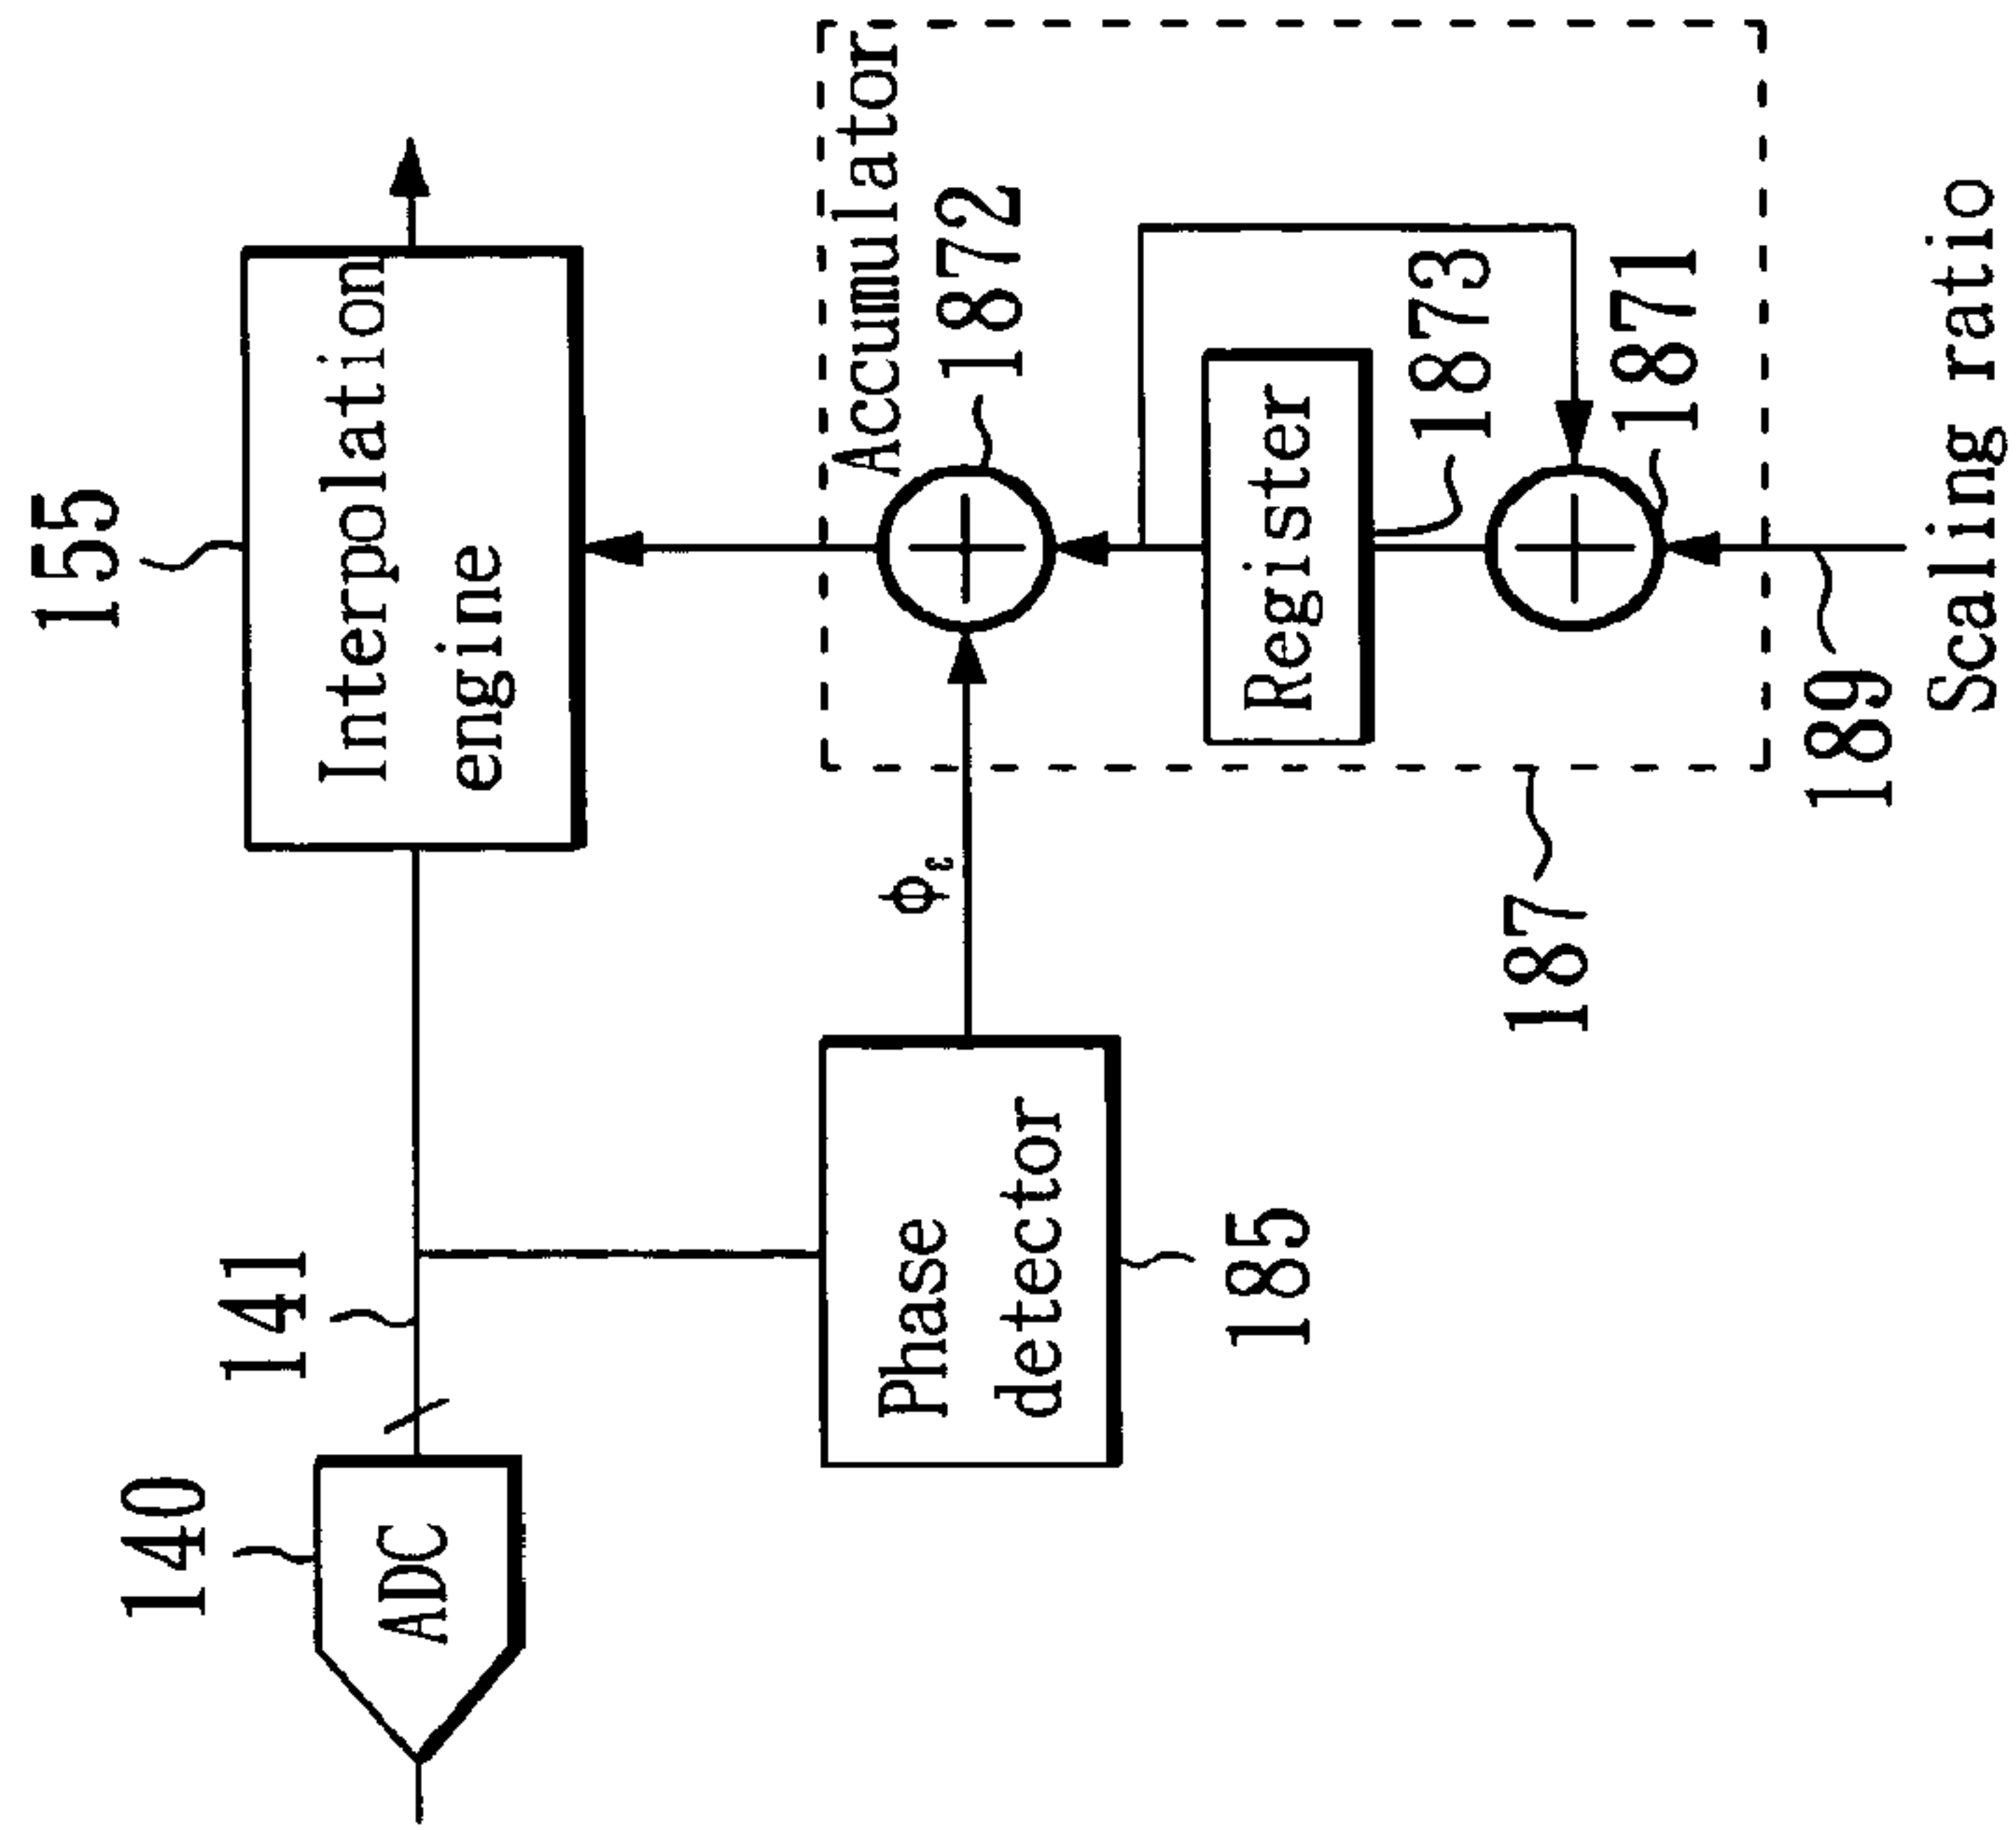 155
Interpolation
engine
140
141
ADC
Phase
detector
185
Φε
Accumulator
1872
Register
1873
1871
187
189
Scaling ratio